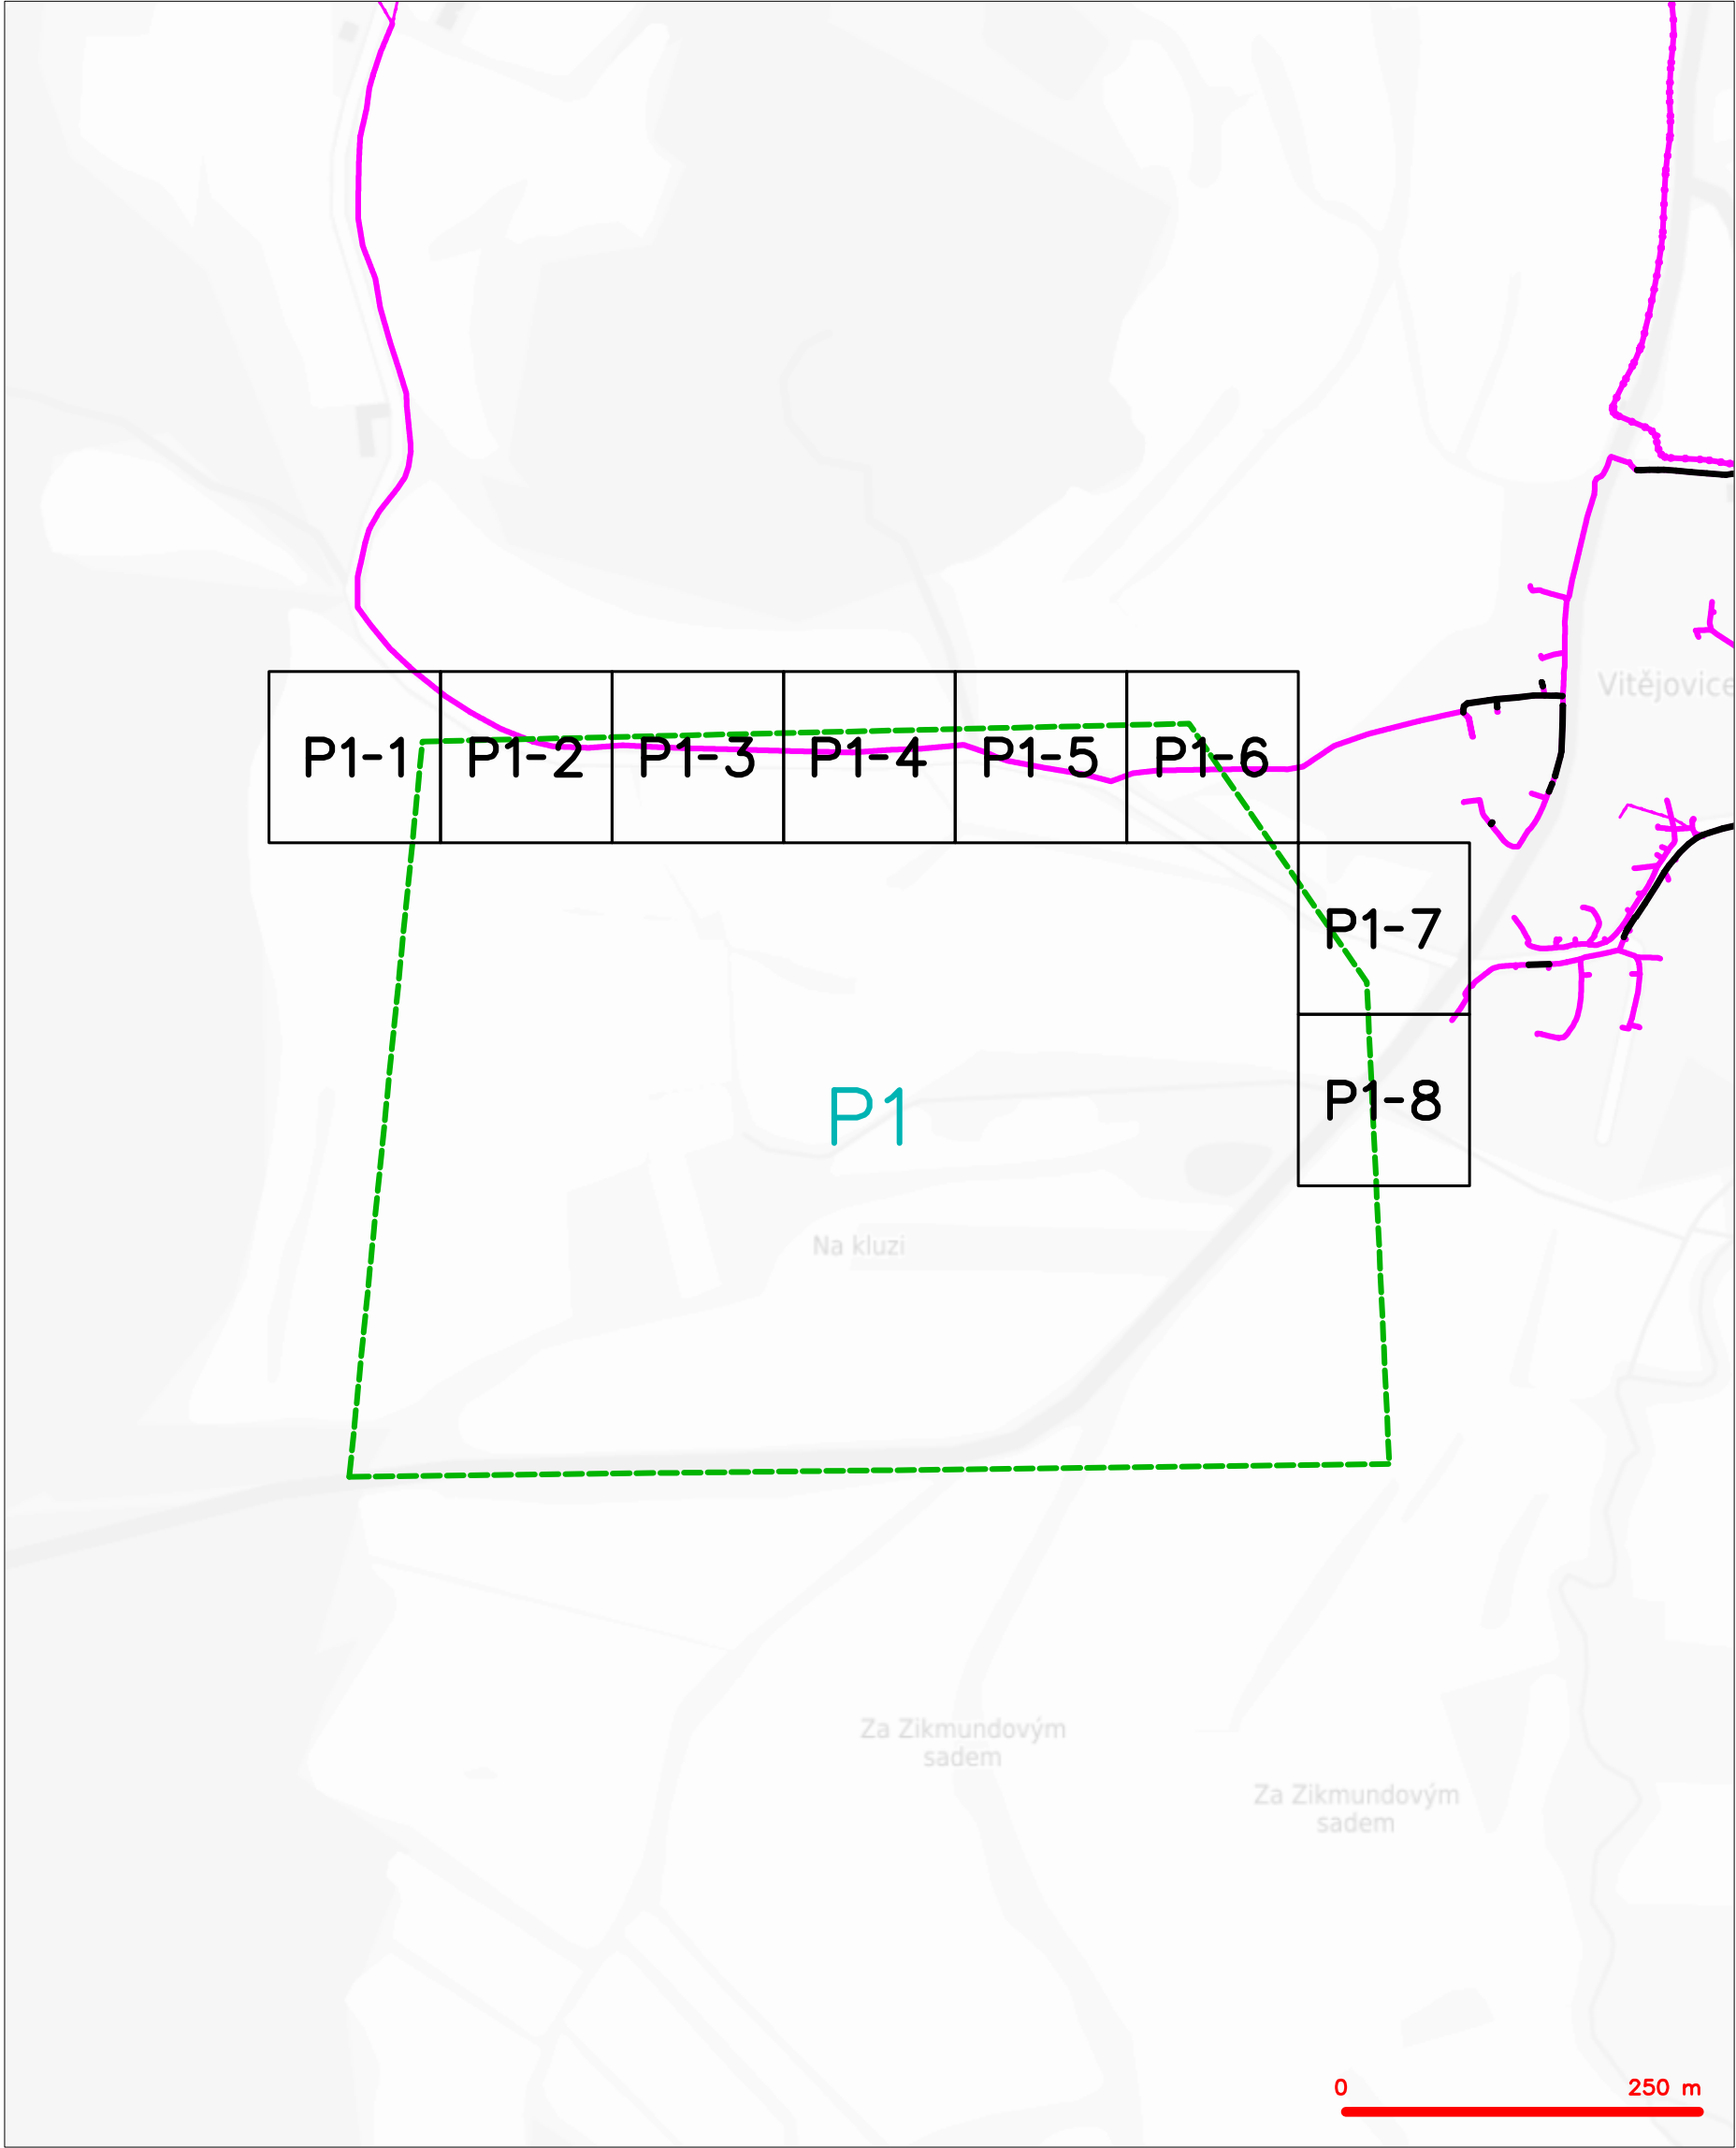 Vitějovice
P1-1 P1-2 P1-3 P1-4 P1-5 P1-6
P1-7
P1-8
P1
Na kluzi
Za Zikmundovým
sadem
Za Zikmundovým
sadem
0 250 m